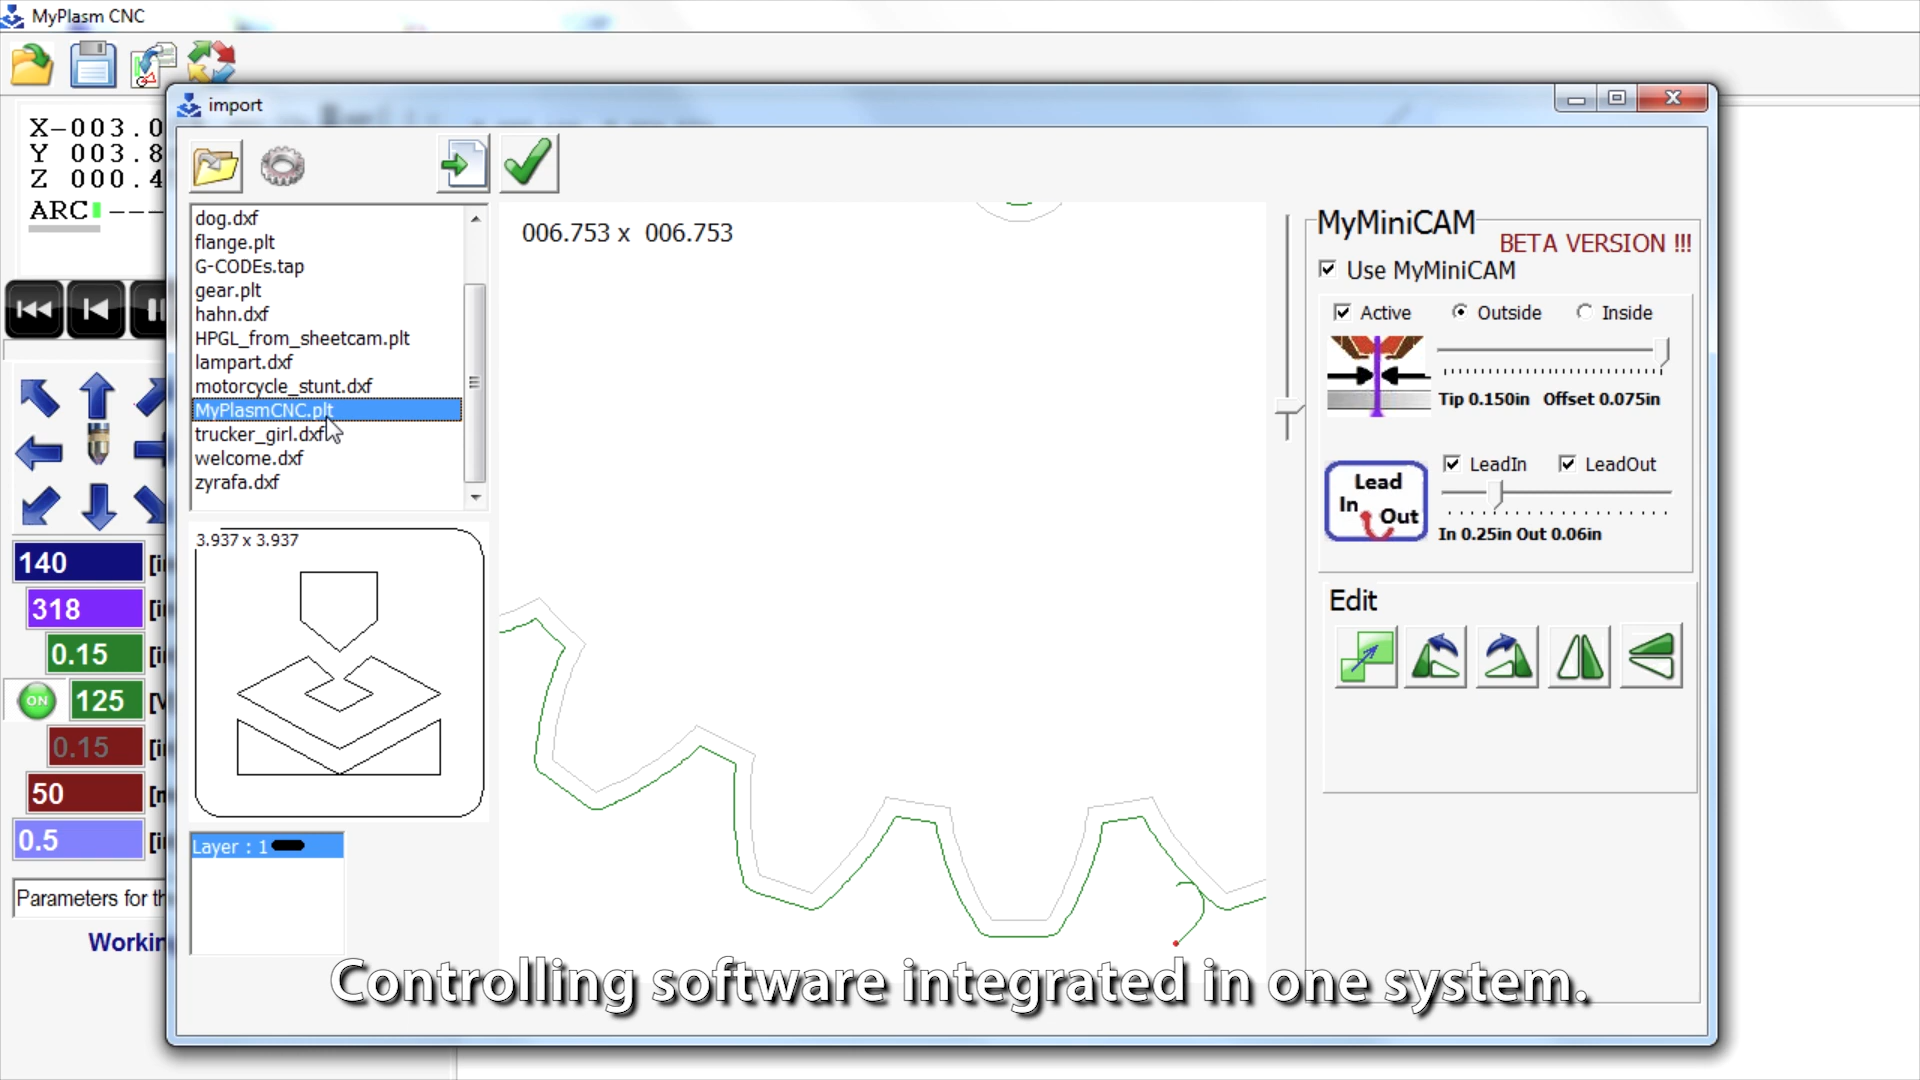 MyPlasm CNC
import
X-003.0
Y 003.8
Z 000.4
ARC
dog.dxf
flange.plt
G-CODEs.tap
gear.plt
hahn.dxf
HPGL_from_sheetcam.plt
lampart.dxf
motorcycle_stunt.dxf
MyPlasmCNC.plt
trucker_girl.dxf
welcome.dxf
zyrafa.dxf
006.753 x 006.753
MyMiniCAM
BETA VERSION !!!
Use MyMiniCAM
Active Outside Inside
Tip 0.150in Offset 0.075in
LeadIn LeadOut
Lead
In
Out
In 0.25in Out 0.06in
Edit
3.937 x 3.937
Layer : 1
140
318
0.15
ON 125
0.15
50
0.5
Parameters for th
Workin
Controlling software integrated in one system.